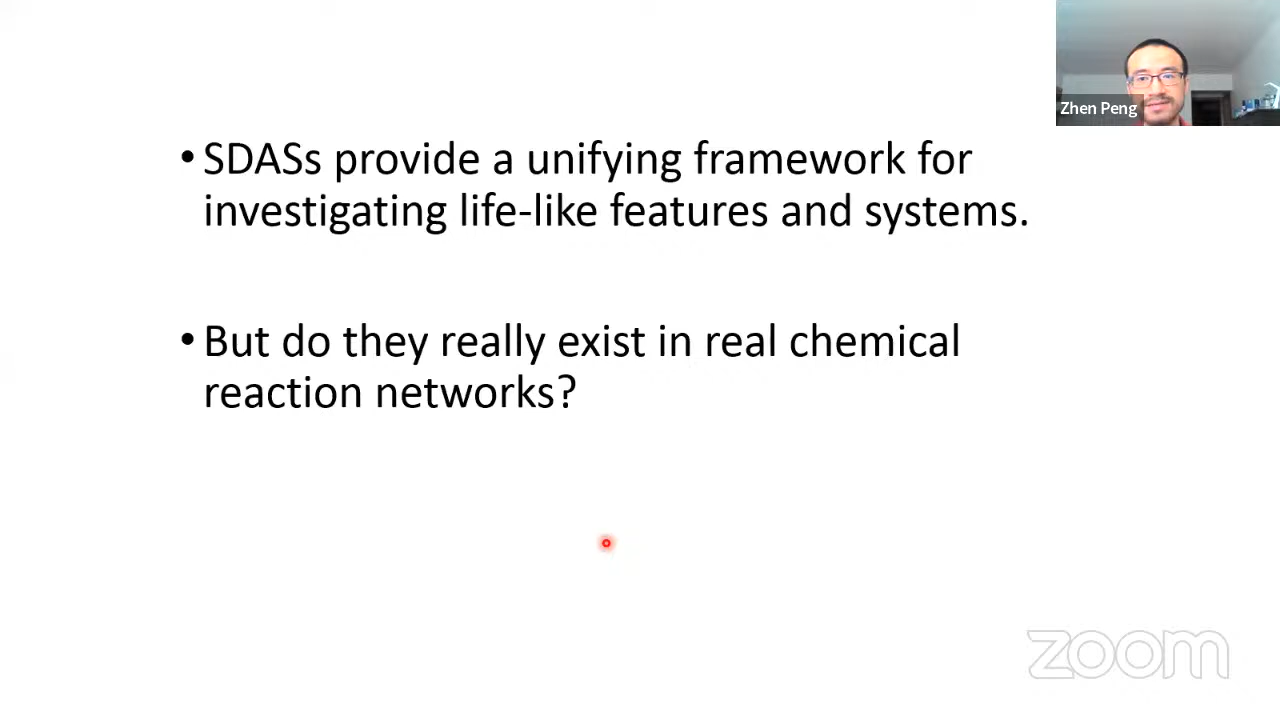 Zhen Peng
• SDASs provide a unifying framework for
investigating life-like features and systems.
• But do they really exist in real chemical
reaction networks?
zoom